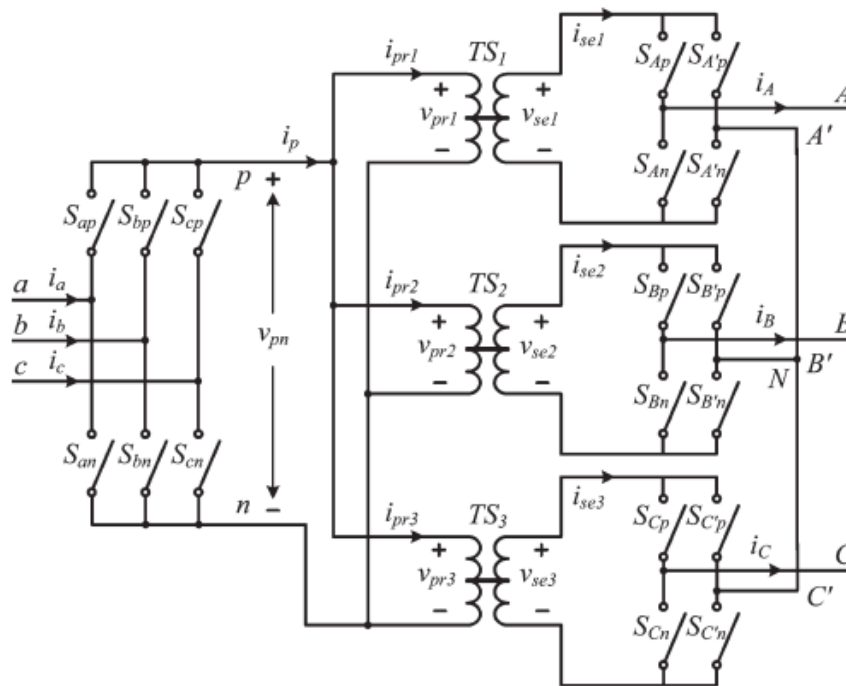 i_pr1 TS_1 i_se1 S_Ap S_A'p i_A A
+ v_pr1 − + v_se1 − A'
i_p S_An S_A'n
p +
S_ap S_bp S_cp
i_pr2 TS_2 i_se2 S_Bp S_B'p i_B B
a i_a
b i_b v_pn + v_pr2 − + v_se2 − N B'
c i_c S_Bn S_B'n
S_an S_bn S_cn
n −
i_pr3 TS_3 i_se3 S_Cp S_C'p i_C C
+ v_pr3 − + v_se3 − C'
S_Cn S_C'n